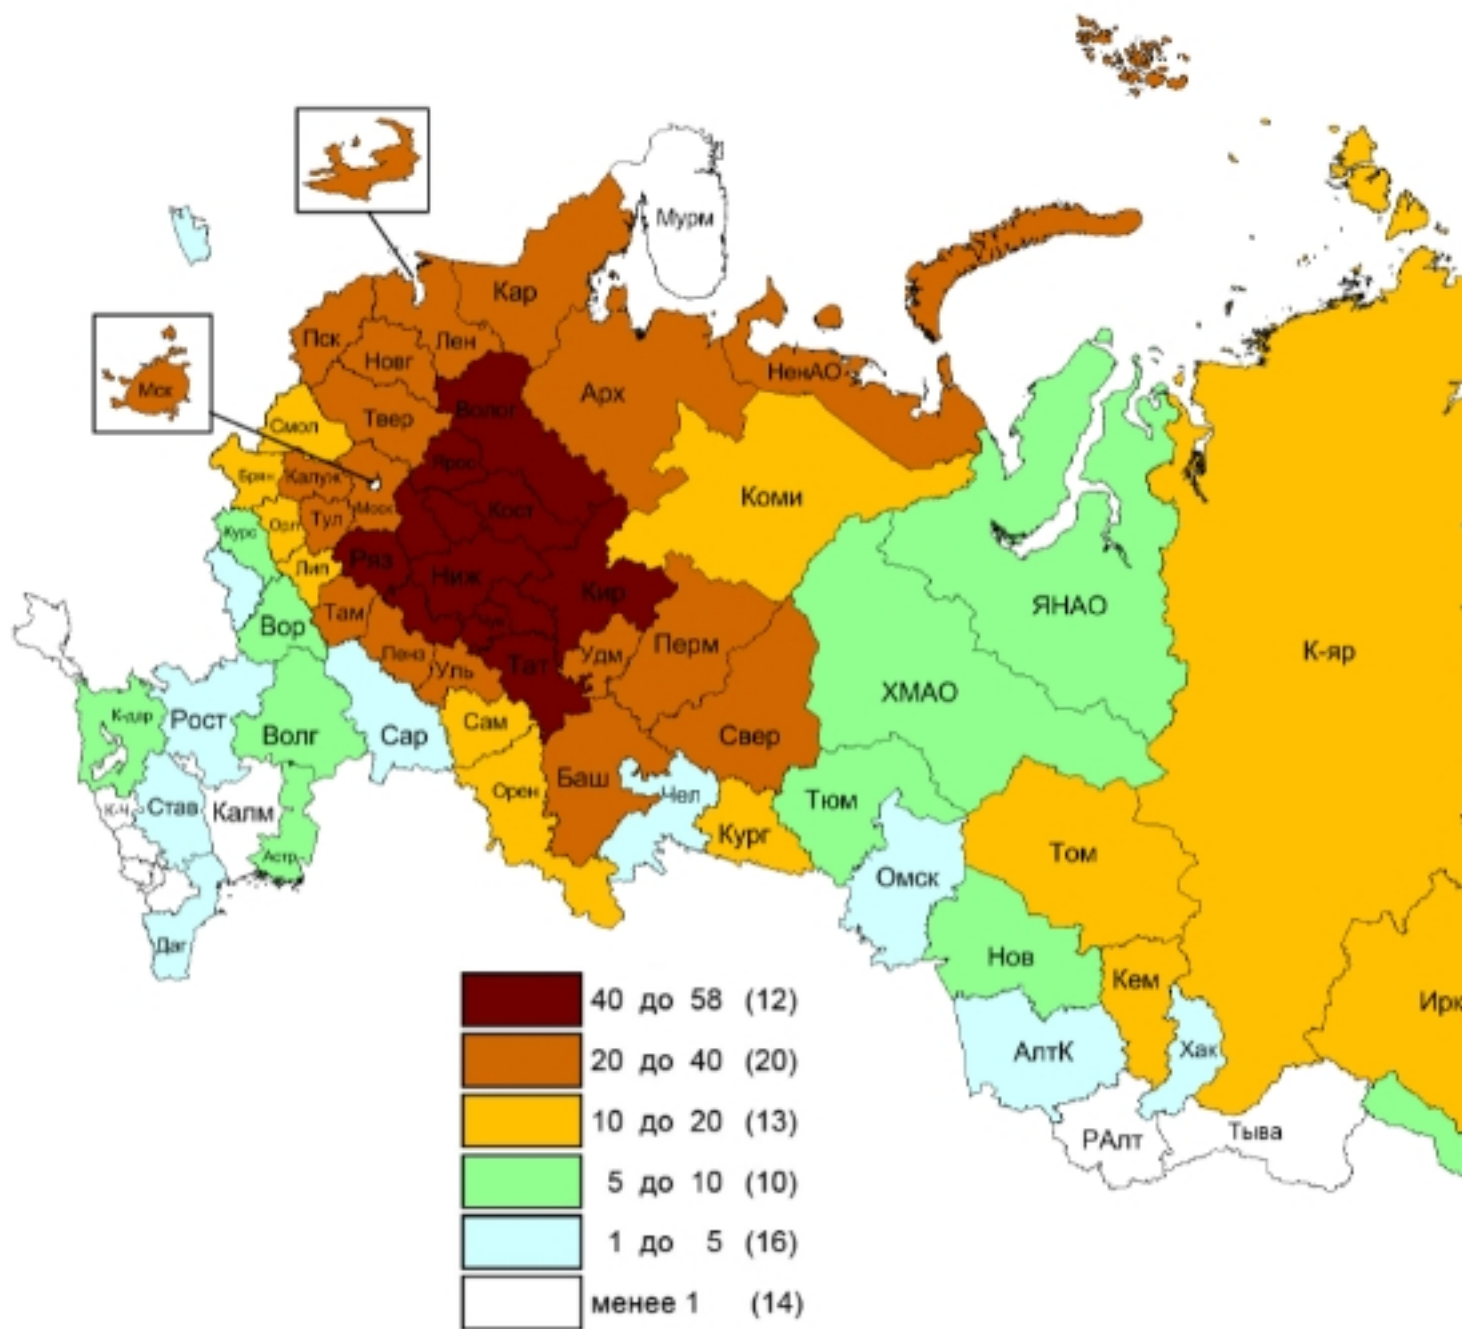 Мурм
Кар
Пск
Новг
Лен
НенАО
Мск
Арх
Волог
Твер
Смол
Ярос
Брян
Калуж
Коми
Моск
Кост
Орл
Тул
Курс
Ряз
Лип
Ниж
Кир
ЯНАО
Там
Вор
Чув
Перм
К-яр
Пенз
Тат
Удм
Уль
ХМАО
К-дар
Рост
Сам
Волг
Сар
Свер
Баш
Орен
Чел
Тюм
К-Ч
Став
Калм
Кург
Том
Астр
Омск
Даг
Нов
Кем
Ирк
АлтК
Хак
РАлт
Тыва
40 до 58 (12)
20 до 40 (20)
10 до 20 (13)
5 до 10 (10)
1 до 5 (16)
менее 1 (14)